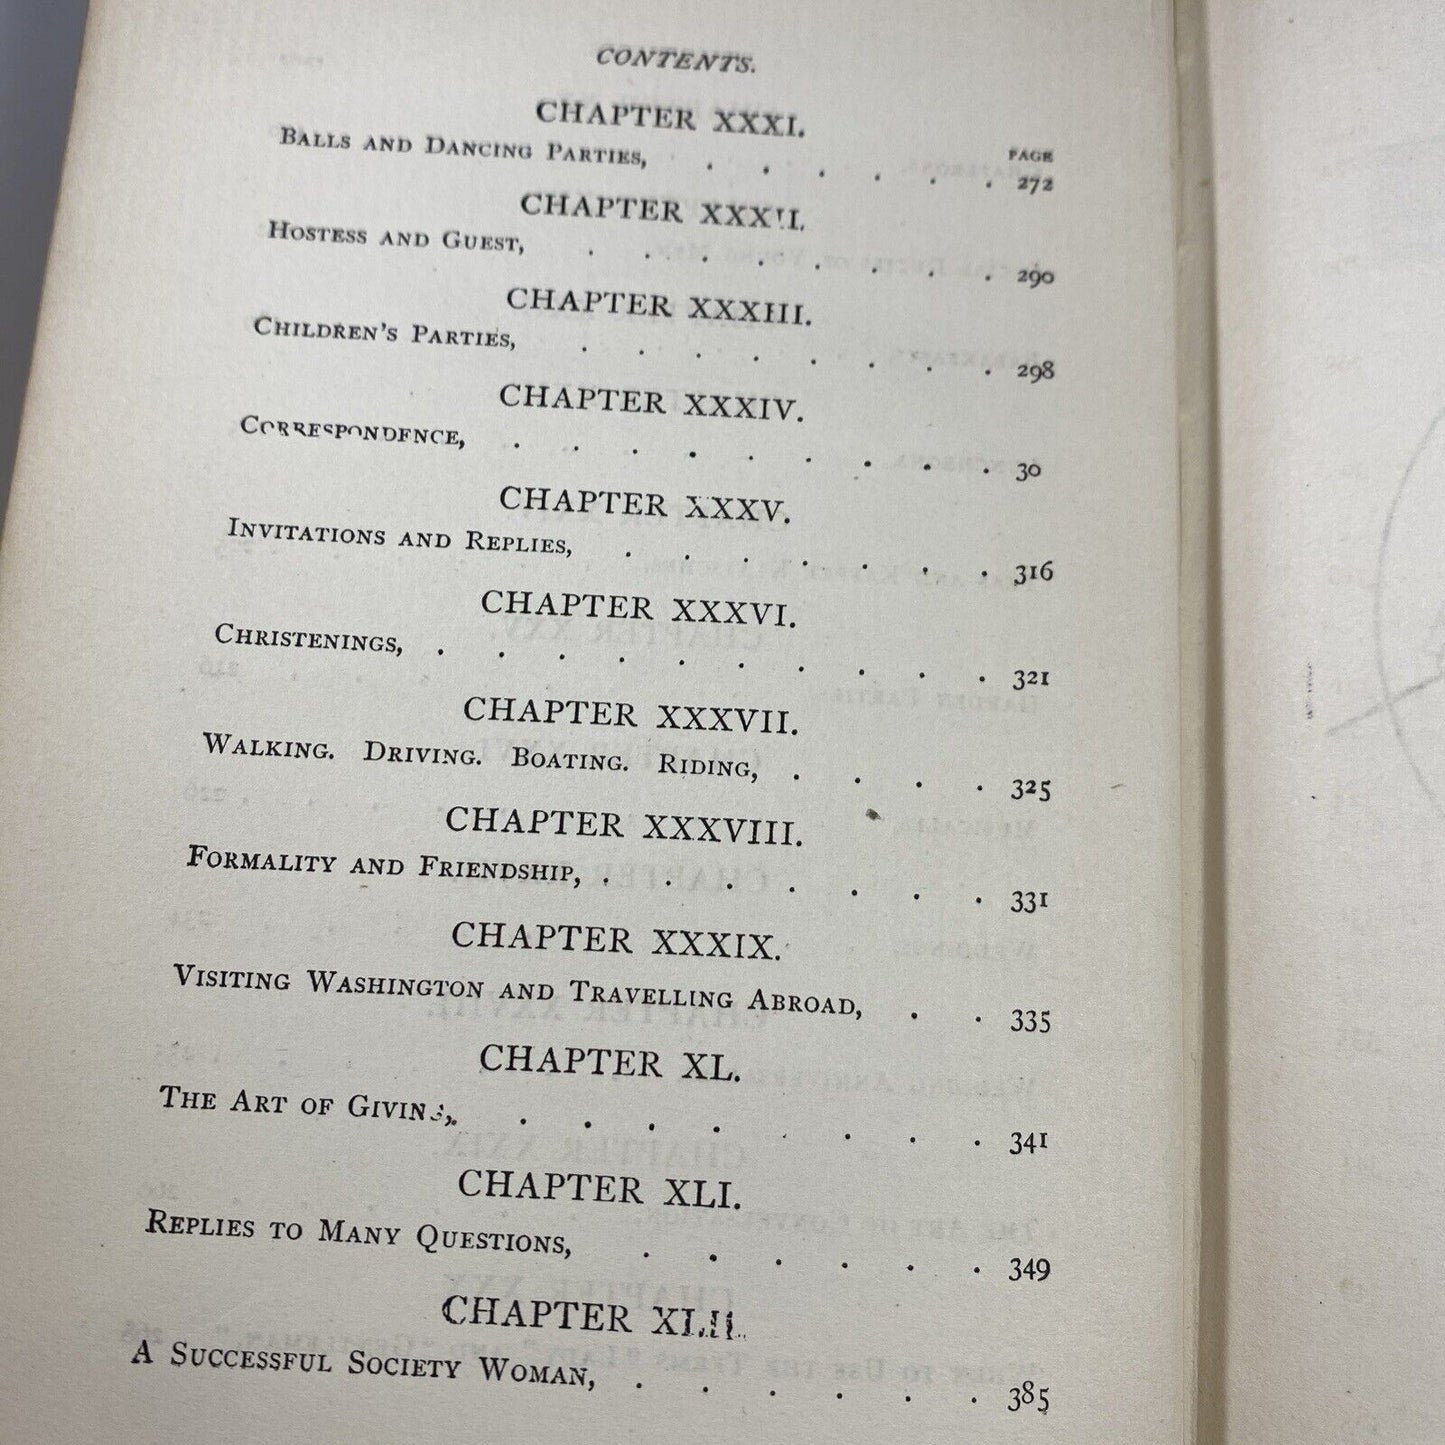 CONTENTS.
CHAPTER XXXI.
PAGE
BALLS AND DANCING PARTIES, . . . . . . 272
CHAPTER XXXII.
HOSTESS AND GUEST, . . . . . . . . 290
CHAPTER XXXIII.
CHILDREN'S PARTIES, . . . . . . . . 298
CHAPTER XXXIV.
CORRESPONDENCE, . . . . . . . . . 30
CHAPTER XXXV.
INVITATIONS AND REPLIES, . . . . . . . 316
CHAPTER XXXVI.
CHRISTENINGS, . . . . . . . . . . 321
CHAPTER XXXVII.
WALKING. DRIVING. BOATING. RIDING, . . . . 325
CHAPTER XXXVIII.
FORMALITY AND FRIENDSHIP, . . . . . . . 331
CHAPTER XXXIX.
VISITING WASHINGTON AND TRAVELLING ABROAD, . . 335
CHAPTER XL.
THE ART OF GIVING, . . . . . . . . 341
CHAPTER XLI.
REPLIES TO MANY QUESTIONS, . . . . . . 349
CHAPTER XLII.
A SUCCESSFUL SOCIETY WOMAN, . . . . . . 385